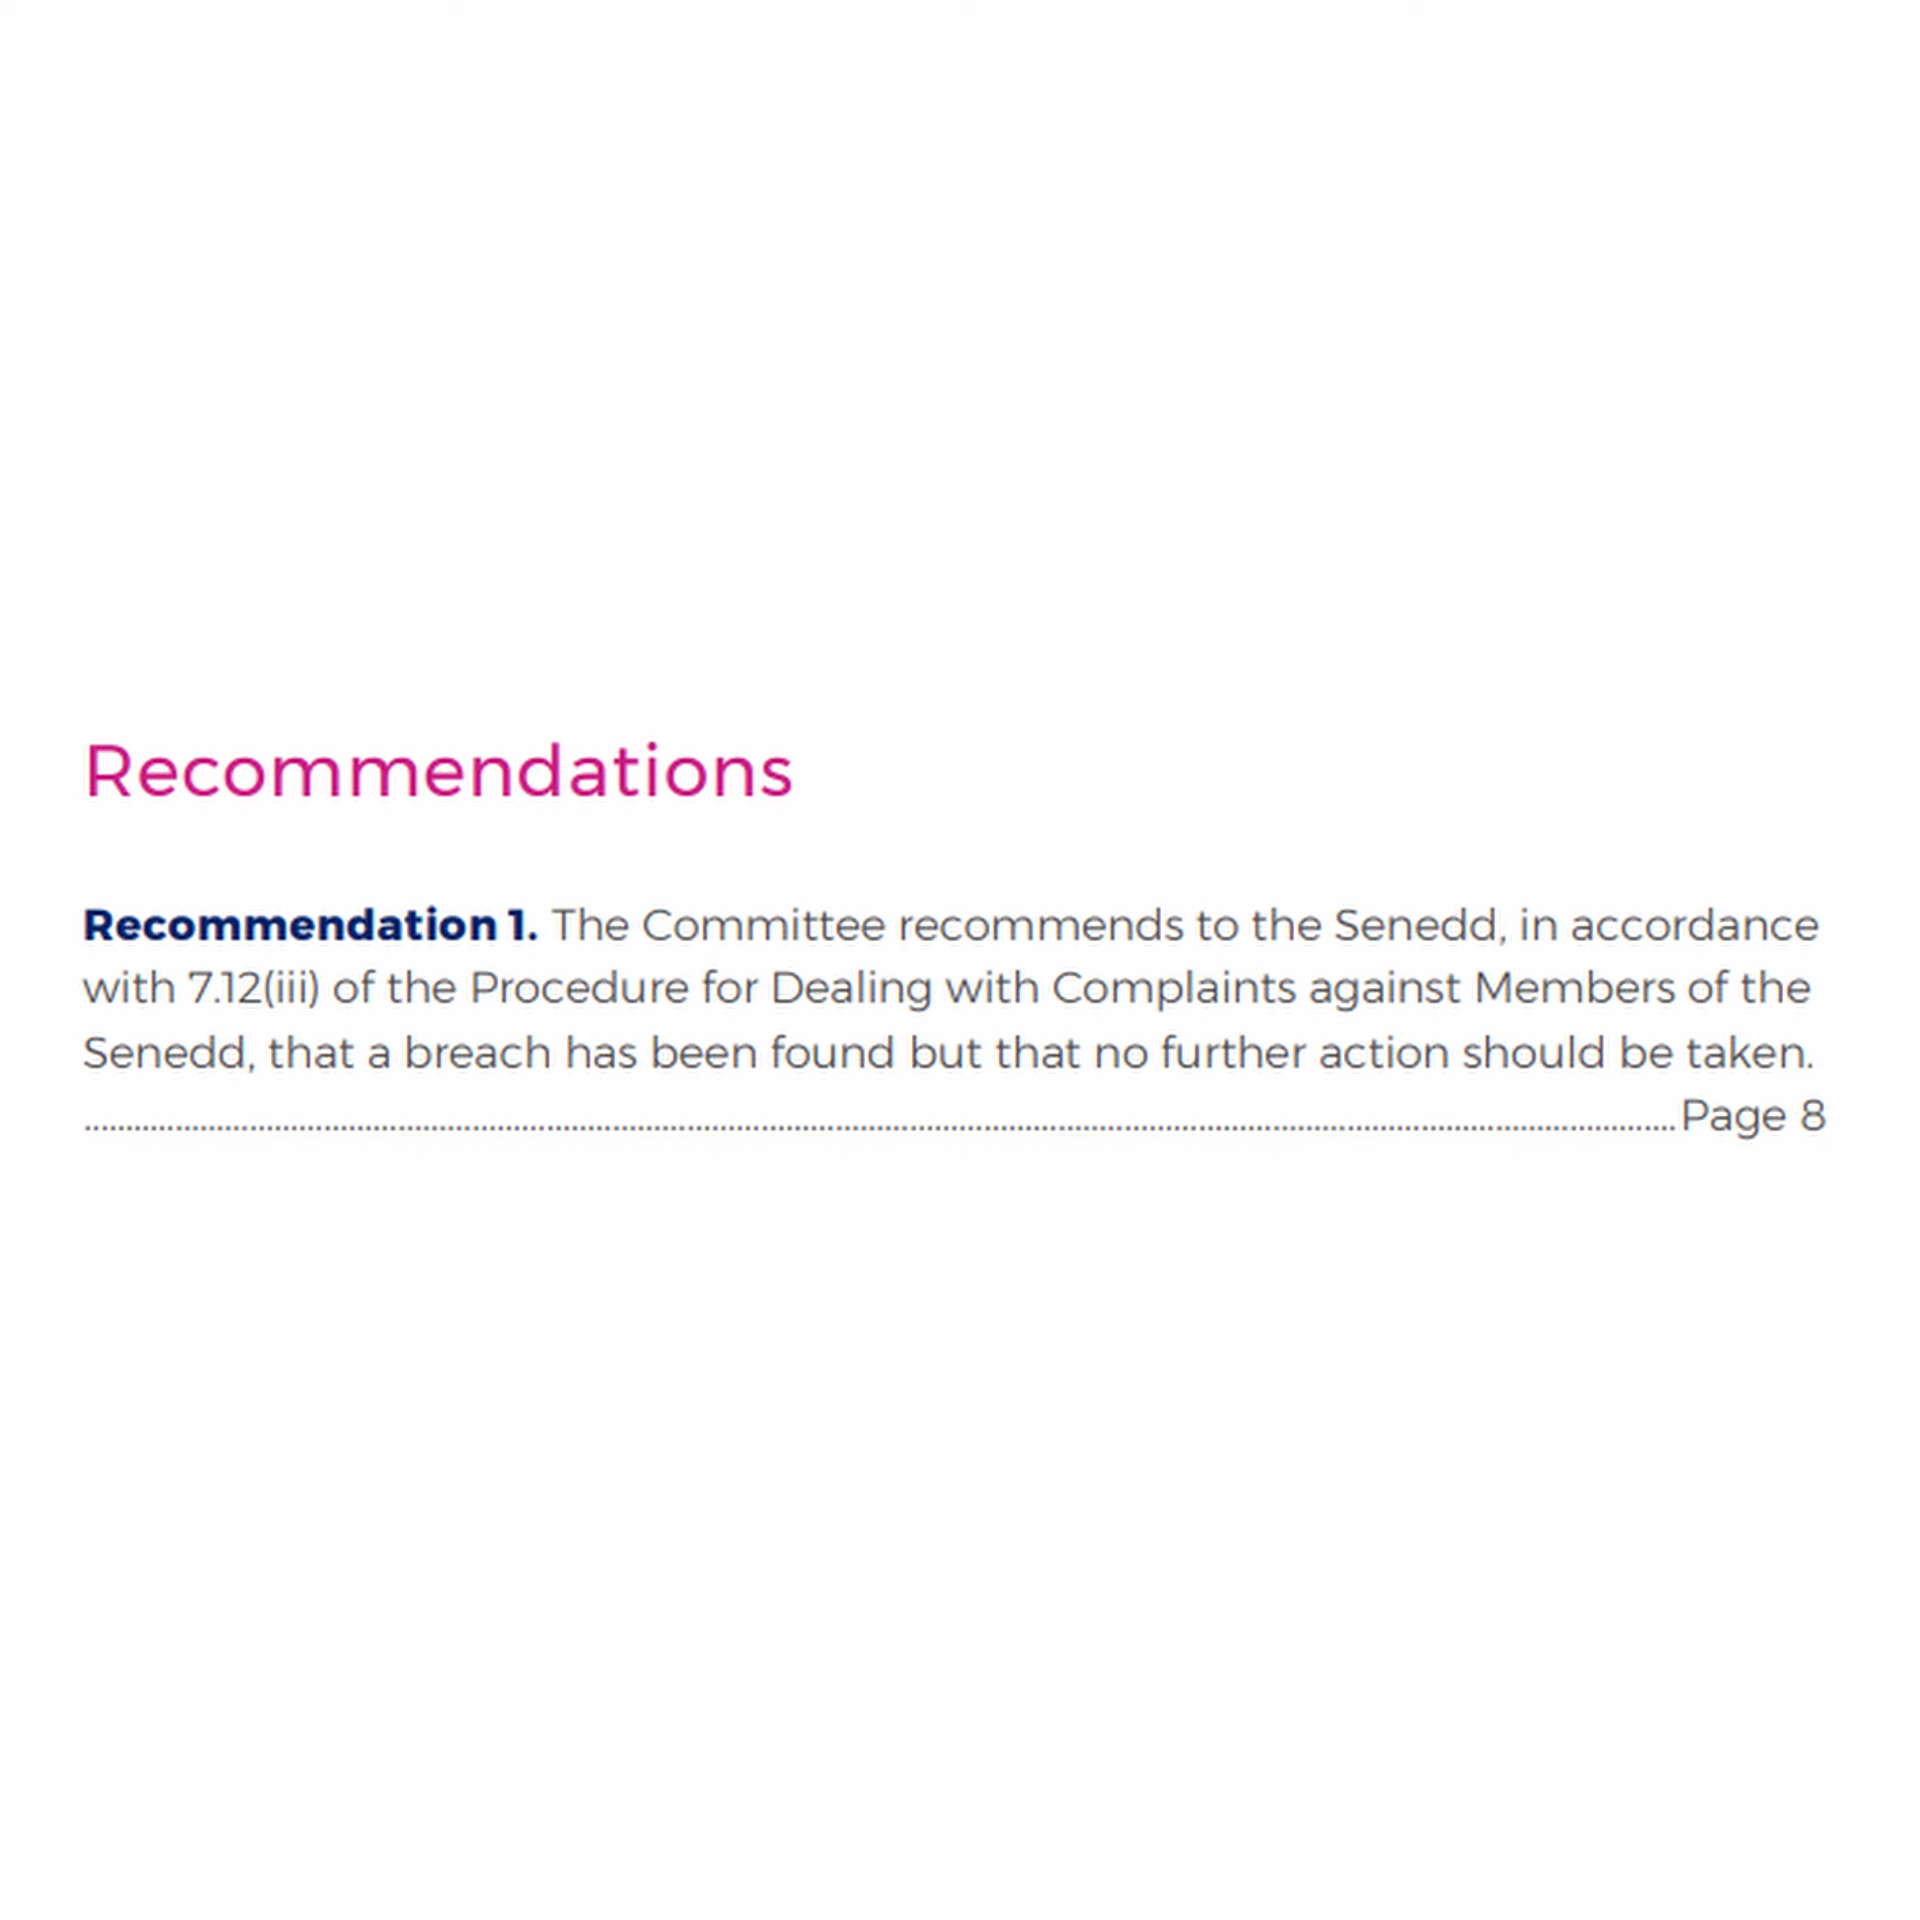 Recommendations
Recommendation 1. The Committee recommends to the Senedd, in accordance
with 7.12(iii) of the Procedure for Dealing with Complaints against Members of the
Senedd, that a breach has been found but that no further action should be taken.
........................................................................................................................................................................Page 8